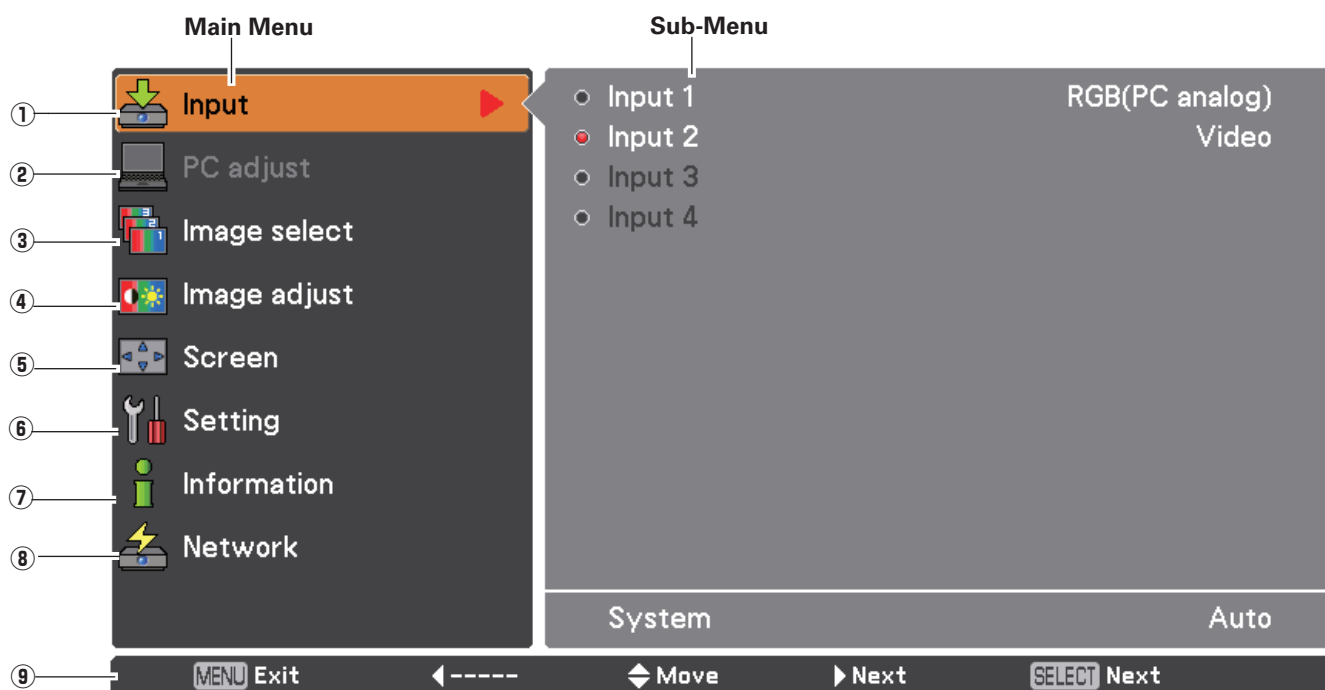 Main Menu
Sub-Menu
① Input
② PC adjust
③ Image select
④ Image adjust
⑤ Screen
⑥ Setting
⑦ Information
⑧ Network
Input 1 RGB(PC analog)
Input 2 Video
Input 3
Input 4
System Auto
⑨ MENU Exit ◀----- Move ▶Next SELECT Next